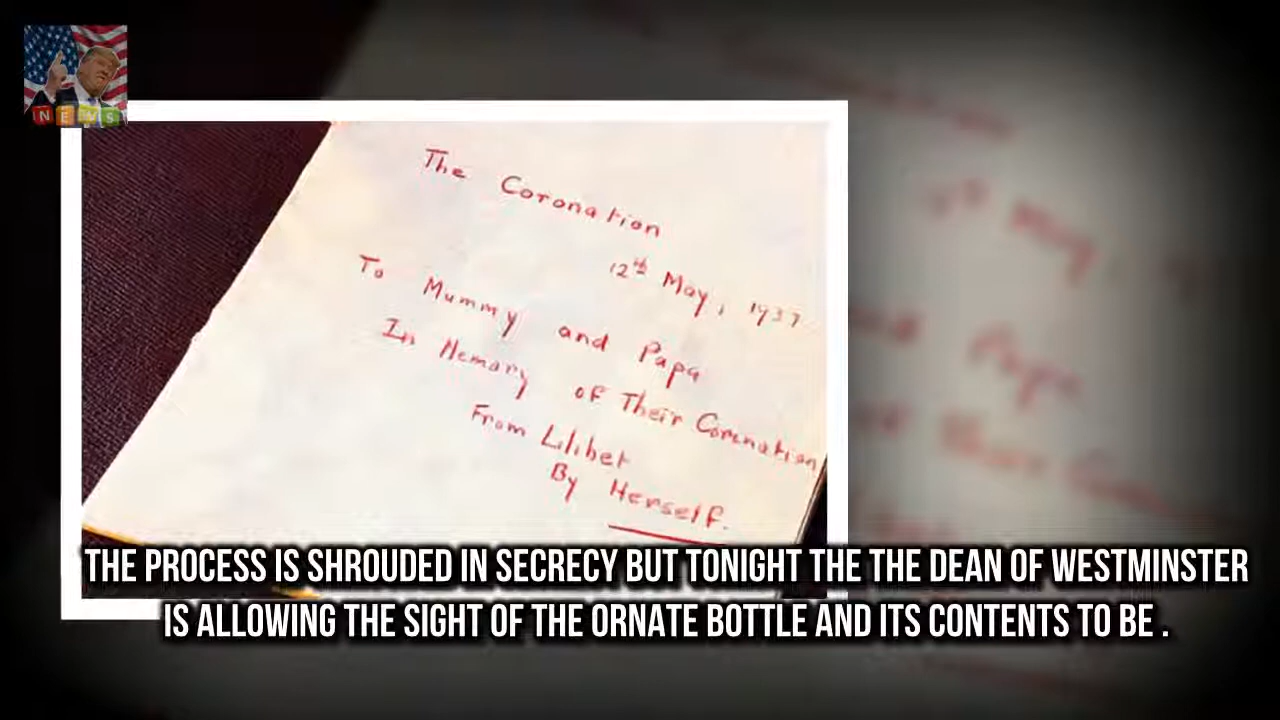 NEWS
The Coronation
12th May, 1937
To Mummy and Papa
In Memory of Their Coronation
From Lilibet
By Herself.
THE PROCESS IS SHROUDED IN SECRECY BUT TONIGHT THE THE DEAN OF WESTMINSTER
IS ALLOWING THE SIGHT OF THE ORNATE BOTTLE AND ITS CONTENTS TO BE .